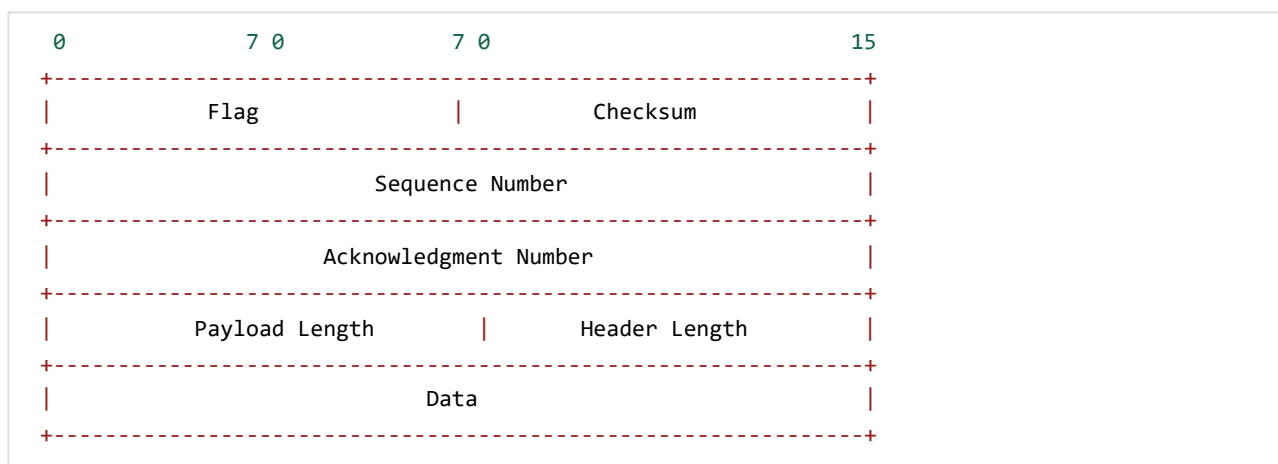 0 7 0 7 0 15
+---------------------------------------------------------------+
| Flag | Checksum |
+---------------------------------------------------------------+
| Sequence Number |
+---------------------------------------------------------------+
| Acknowledgment Number |
+---------------------------------------------------------------+
| Payload Length | Header Length |
+---------------------------------------------------------------+
| Data |
+---------------------------------------------------------------+